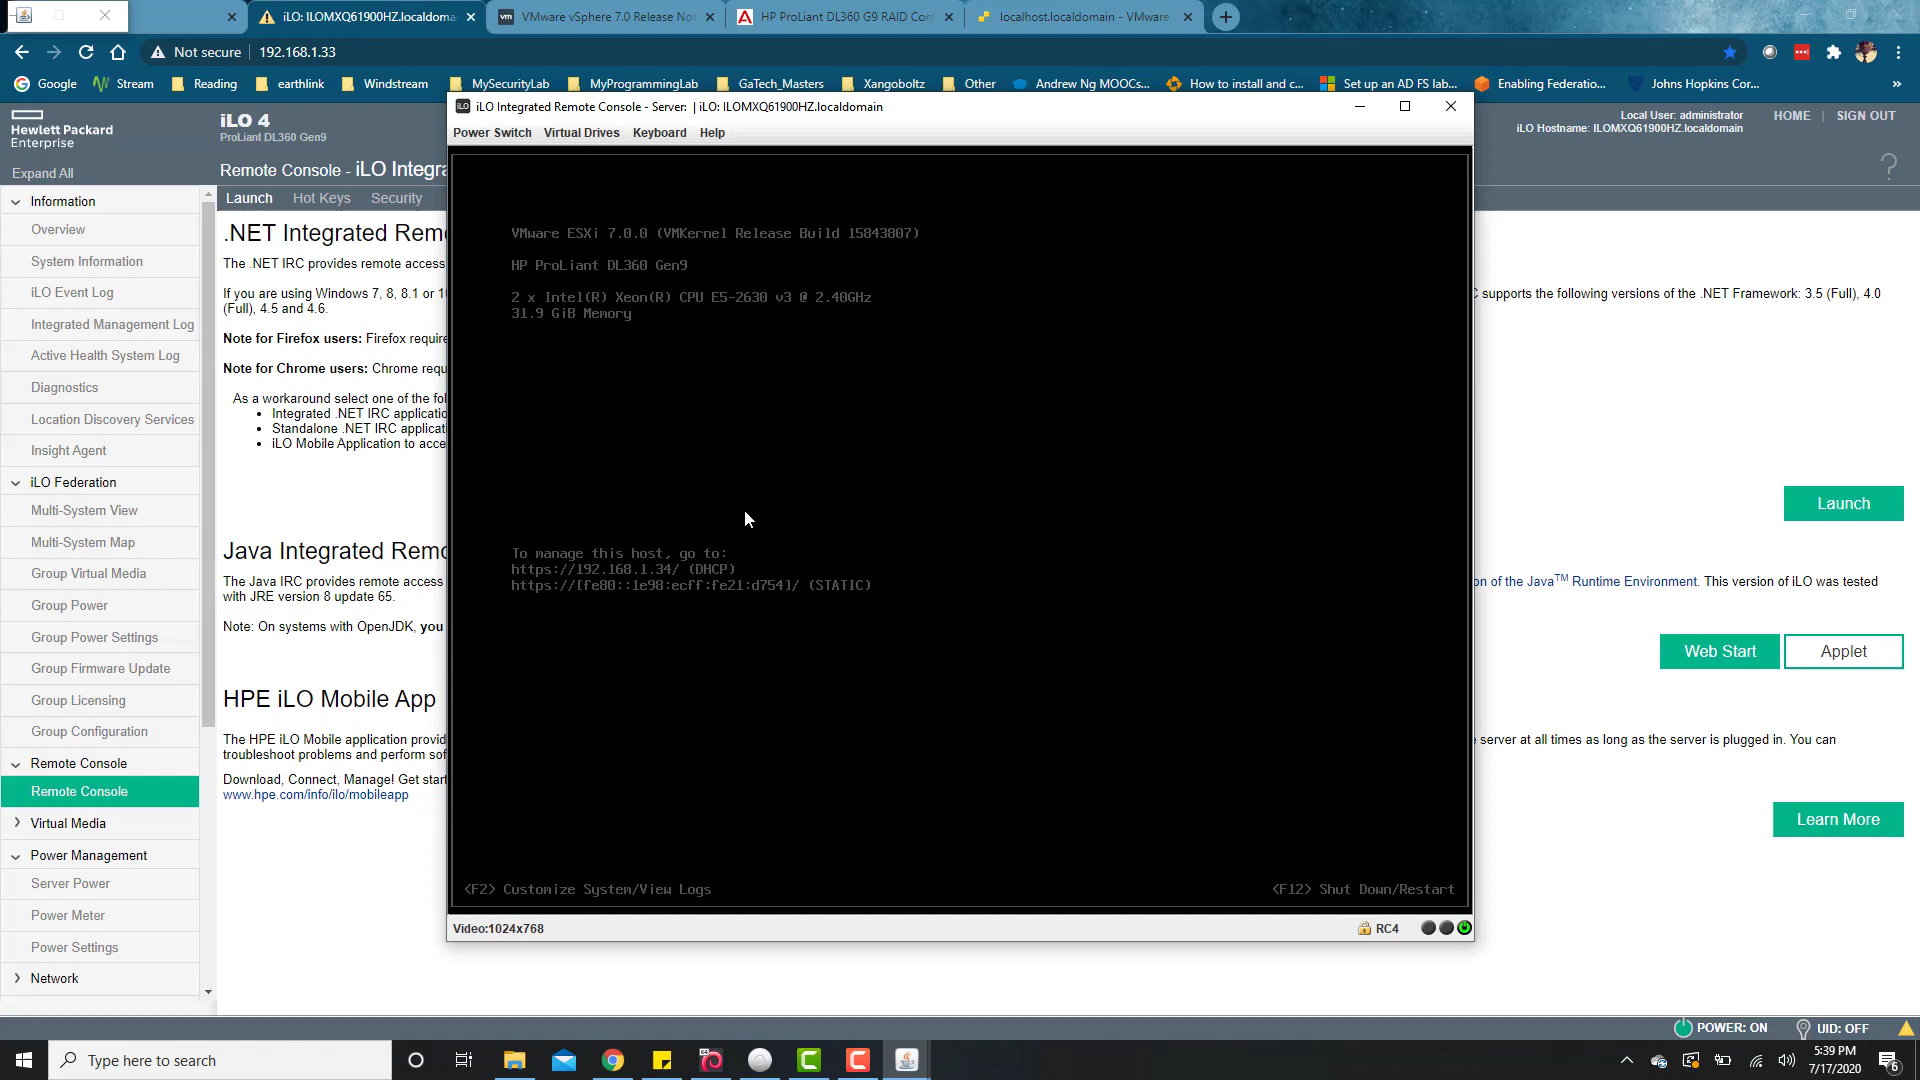 iLO: ILOMXQ61900HZ.localdoma
VMware vSphere 7.0 Release Not
HP ProLiant DL360 G9 RAID Conf
localhost.localdomain - VMware
Not secure
192.168.1.33
Google
Stream
Reading
earthlink
Windstream
MySecurityLab
MyProgrammingLab
GaTech_Masters
Xangoboltz
Other
Andrew Ng MOOCs...
How to install and c...
Set up an AD FS lab...
Enabling Federatio...
Johns Hopkins Cor...
»
Hewlett Packard
Enterprise
iLO 4
ProLiant DL360 Gen9
Local User: administrator
iLO Hostname: ILOMXQ61900HZ.localdomain
HOME
SIGN OUT
?
Expand All
Remote Console - iLO Integra
Launch
Hot Keys
Security
Information
Overview
System Information
iLO Event Log
Integrated Management Log
Active Health System Log
Diagnostics
Location Discovery Services
Insight Agent
iLO Federation
Multi-System View
Multi-System Map
Group Virtual Media
Group Power
Group Power Settings
Group Firmware Update
Group Licensing
Group Configuration
Remote Console
Remote Console
Virtual Media
Power Management
Server Power
Power Meter
Power Settings
Network
.NET Integrated Remo
The .NET IRC provides remote access
If you are using Windows 7, 8, 8.1 or 1
C supports the following versions of the .NET Framework: 3.5 (Full), 4.0
(Full), 4.5 and 4.6.
Note for Firefox users: Firefox require
Note for Chrome users: Chrome requ
As a workaround select one of the fol
• Integrated .NET IRC applicatio
• Standalone .NET IRC applicat
• iLO Mobile Application to acce
Launch
Java Integrated Remo
The Java IRC provides remote access
on of the Java™ Runtime Environment. This version of iLO was tested
with JRE version 8 update 65.
Note: On systems with OpenJDK, you
Web Start
Applet
HPE iLO Mobile App
The HPE iLO Mobile application provid
e server at all times as long as the server is plugged in. You can
troubleshoot problems and perform sof
Download, Connect, Manage! Get start
www.hpe.com/info/ilo/mobileapp
Learn More
iLO
iLO Integrated Remote Console - Server: | iLO: ILOMXQ61900HZ.localdomain
Power Switch
Virtual Drives
Keyboard
Help
VMware ESXi 7.0.0 (VMKernel Release Build 15843807)
HP ProLiant DL360 Gen9
2 x Intel(R) Xeon(R) CPU E5-2630 v3 @ 2.40GHz
31.9 GiB Memory
To manage this host, go to:
https://192.168.1.34/ (DHCP)
https://[fe80::1e98:ecff:fe21:d754]/ (STATIC)
<F2> Customize System/View Logs
<F12> Shut Down/Restart
Video:1024x768
RC4
POWER: ON
UID: OFF
Type here to search
5:39 PM
7/17/2020
6